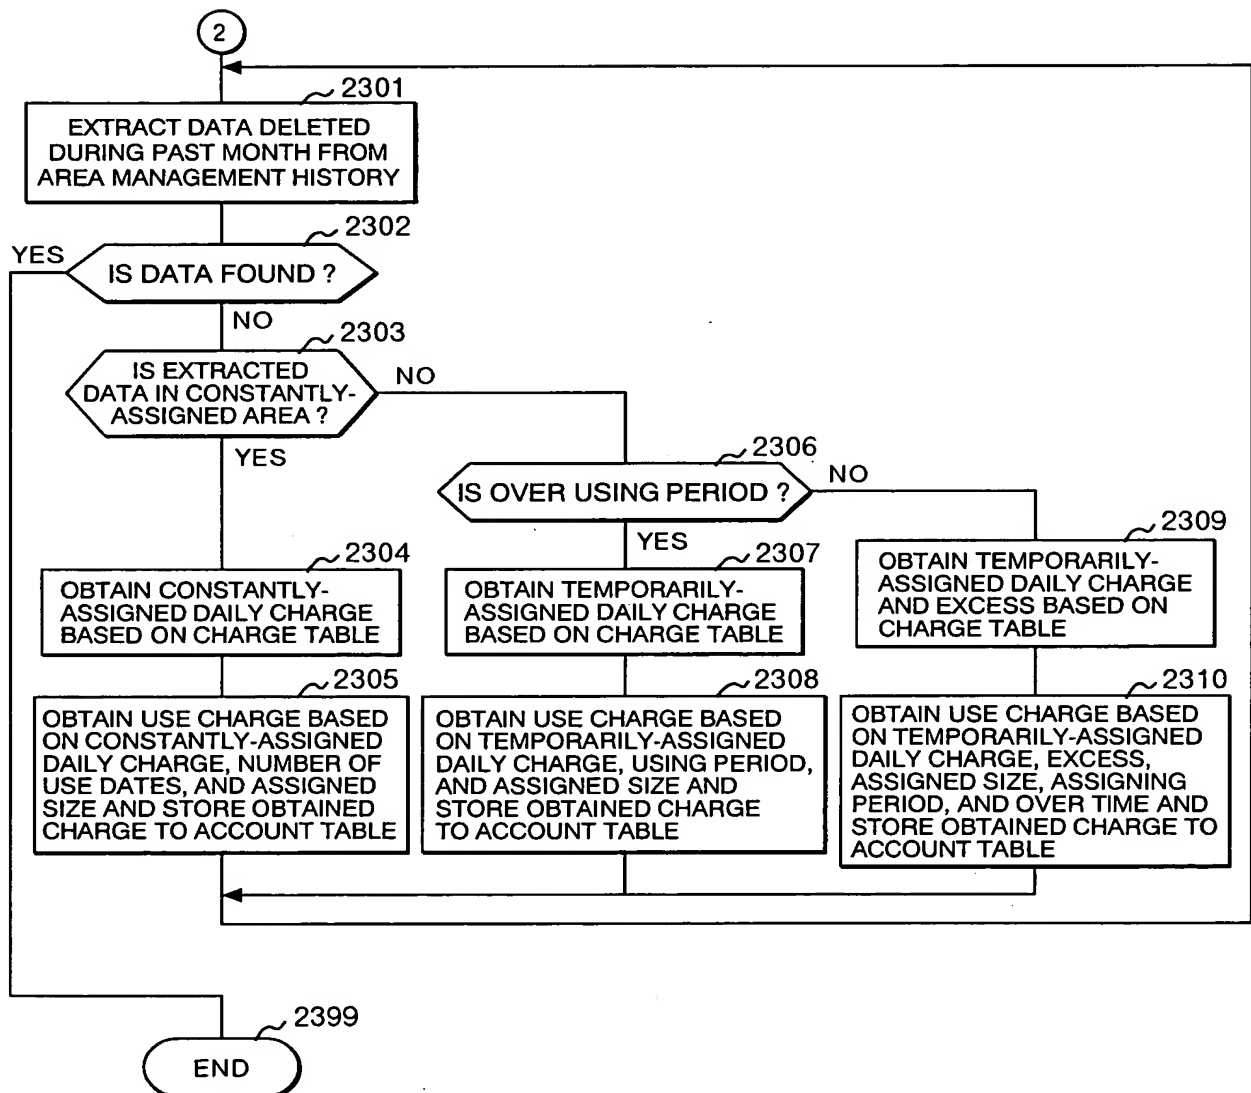 2
2301
EXTRACT DATA DELETED
DURING PAST MONTH FROM
AREA MANAGEMENT HISTORY
2302
YES
IS DATA FOUND ?
NO
2303
IS EXTRACTED
DATA IN CONSTANTLY-
ASSIGNED AREA ?
NO
YES
2306
IS OVER USING PERIOD ?
NO
YES
2304
OBTAIN CONSTANTLY-
ASSIGNED DAILY CHARGE
BASED ON CHARGE TABLE
2307
OBTAIN TEMPORARILY-
ASSIGNED DAILY CHARGE
BASED ON CHARGE TABLE
2309
OBTAIN TEMPORARILY-
ASSIGNED DAILY CHARGE
AND EXCESS BASED ON
CHARGE TABLE
2305
OBTAIN USE CHARGE BASED
ON CONSTANTLY-ASSIGNED
DAILY CHARGE, NUMBER OF
USE DATES, AND ASSIGNED
SIZE AND STORE OBTAINED
CHARGE TO ACCOUNT TABLE
2308
OBTAIN USE CHARGE BASED
ON TEMPORARILY-ASSIGNED
DAILY CHARGE, USING PERIOD,
AND ASSIGNED SIZE AND
STORE OBTAINED CHARGE
TO ACCOUNT TABLE
2310
OBTAIN USE CHARGE BASED
ON TEMPORARILY-ASSIGNED
DAILY CHARGE, EXCESS,
ASSIGNED SIZE, ASSIGNING
PERIOD, AND OVER TIME AND
STORE OBTAINED CHARGE TO
ACCOUNT TABLE
2399
END